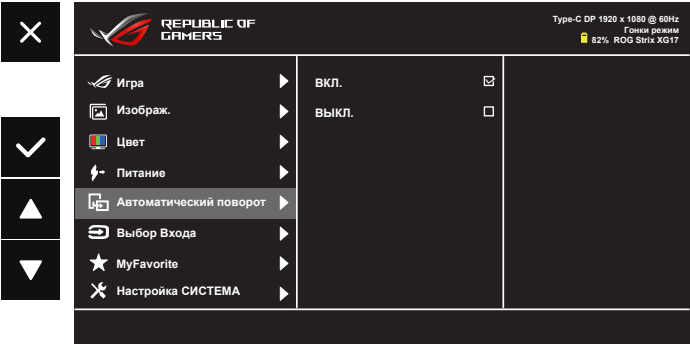 REPUBLIC OF
GAMERS
Type-C DP 1920 x 1080 @ 60Hz
Гонки режим
82% ROG Strix XG17
Игра
ВКЛ.
Изображ.
ВЫКЛ.
Цвет
Питание
Автоматический поворот
Выбор Входа
MyFavorite
Настройка СИСТЕМА